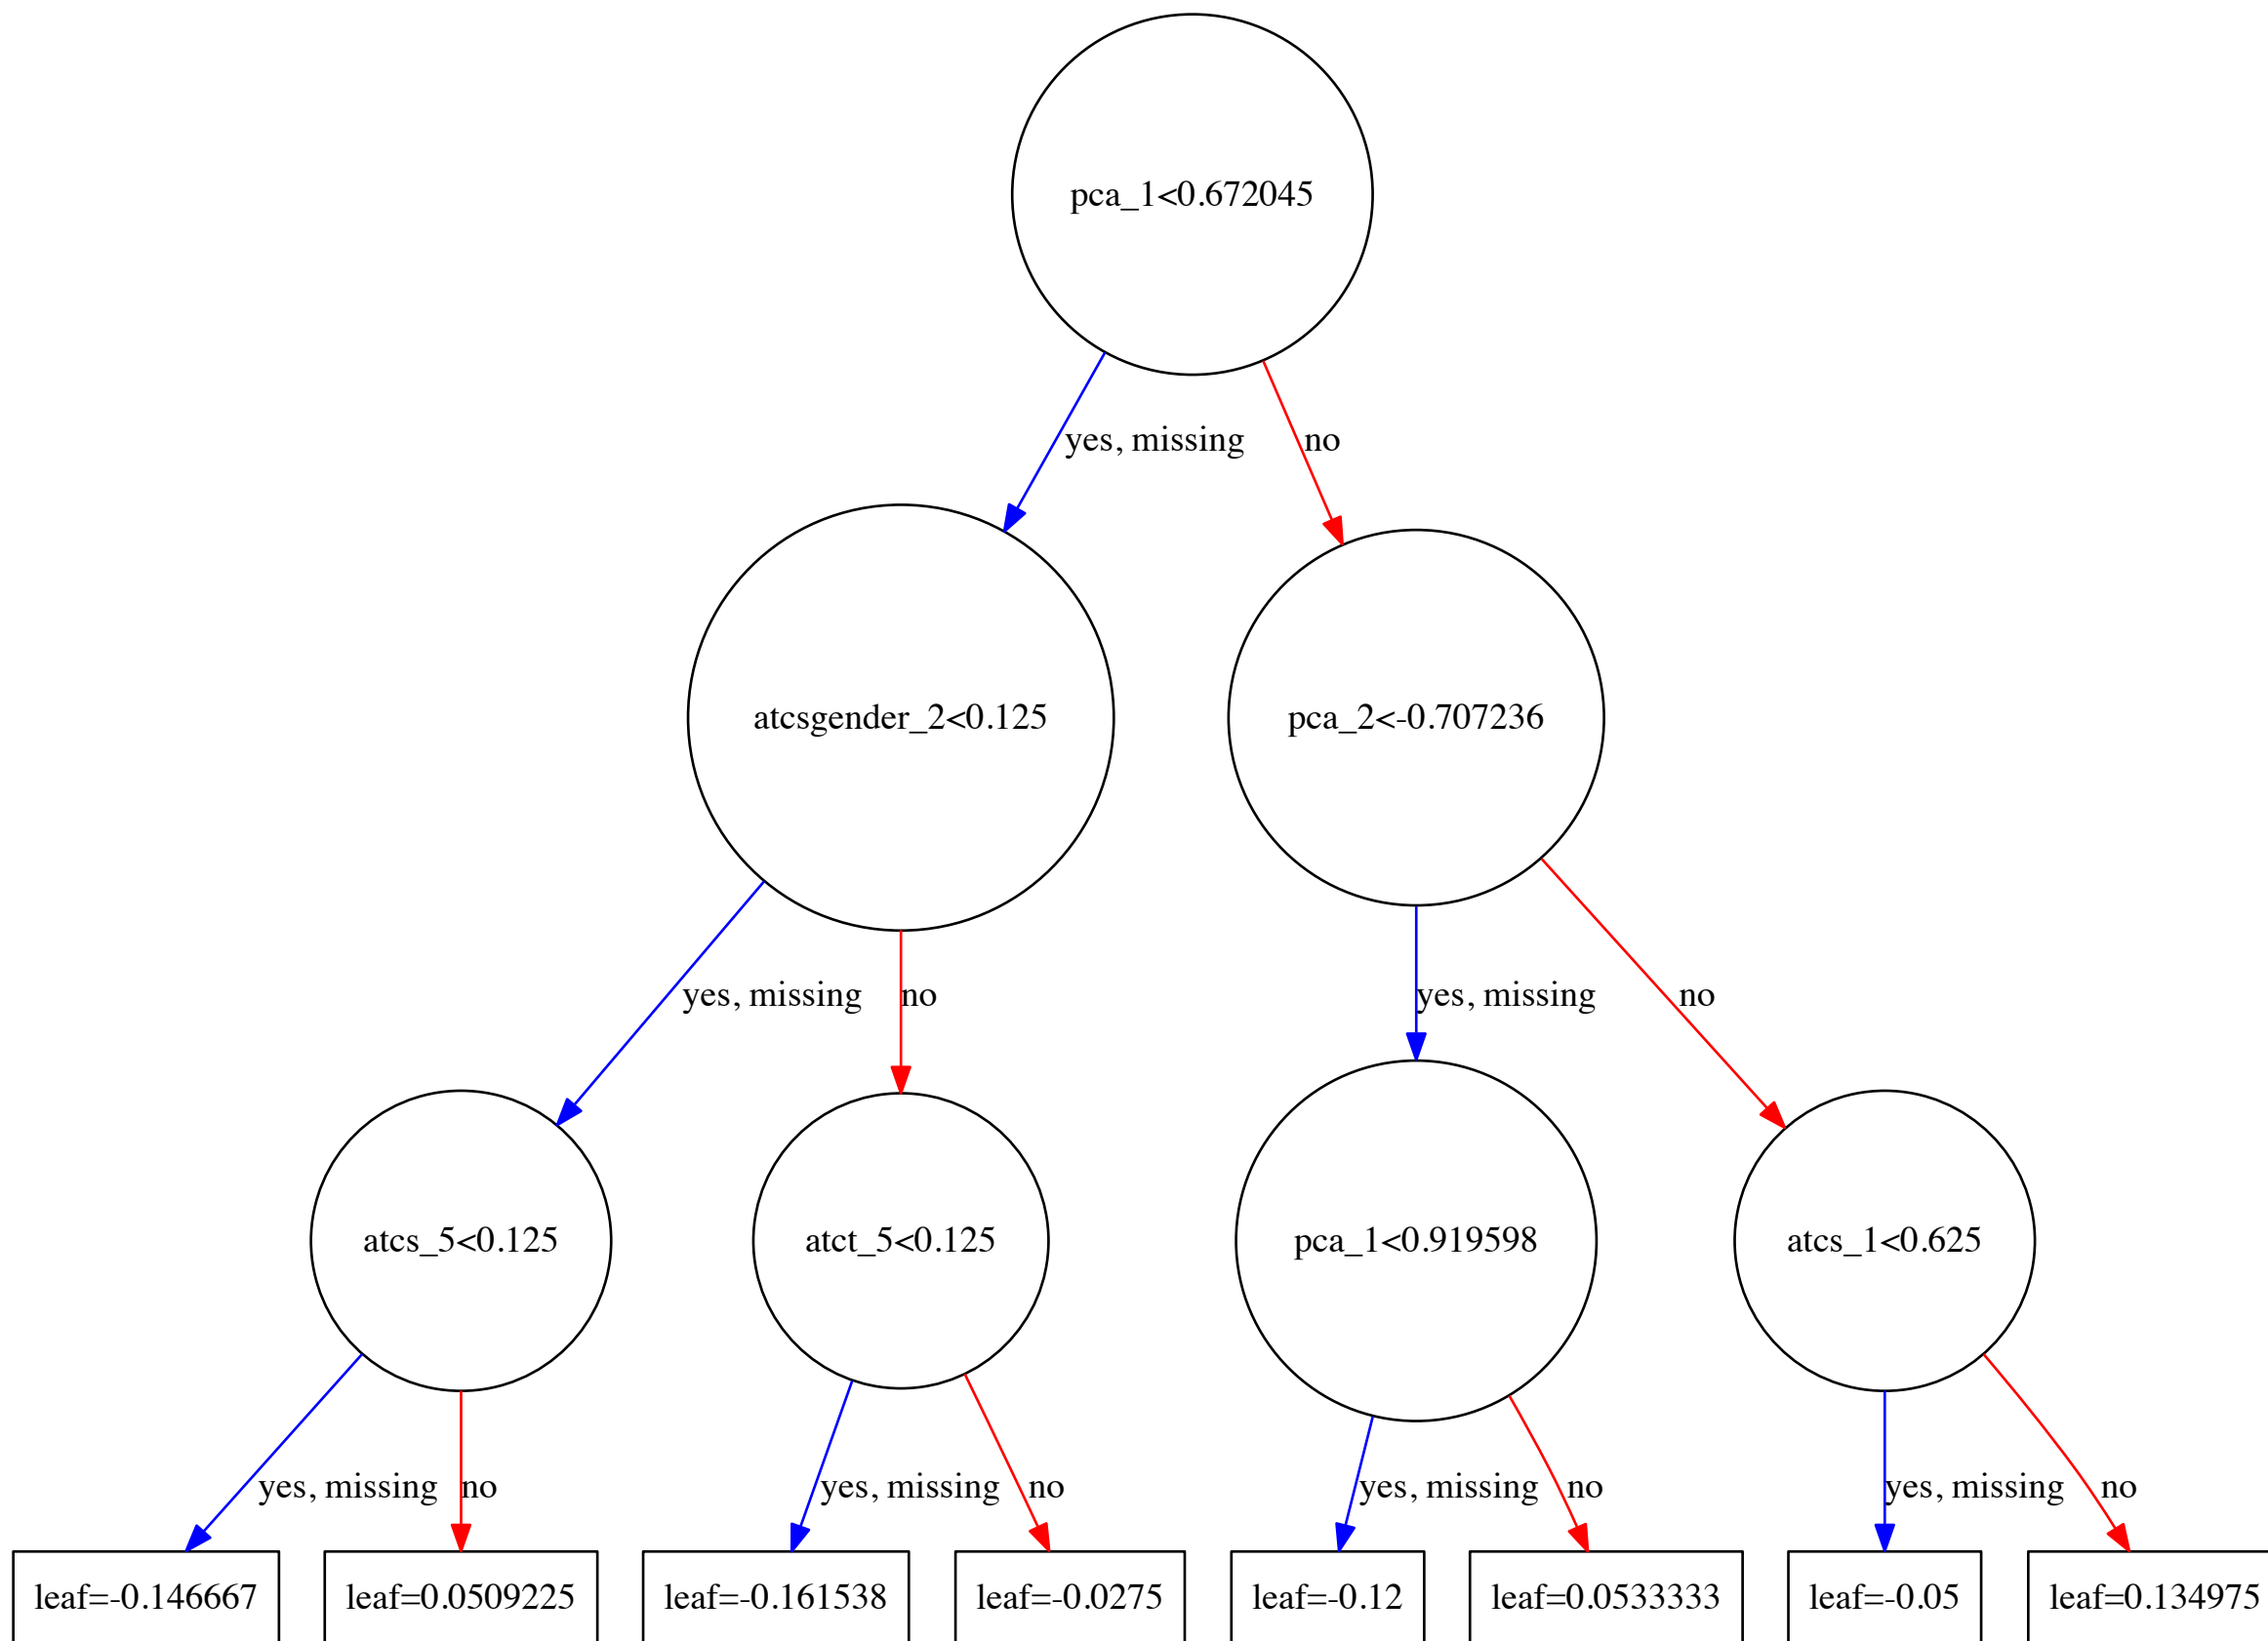 pca_1<0.672045
yes, missing
no
atcsgender_2<0.125
pca_2<-0.707236
yes, missing
no
yes, missing
no
atcs_5<0.125
atct_5<0.125
pca_1<0.919598
atcs_1<0.625
yes, missing
no
yes, missing
no
yes, missing
no
yes, missing
no
leaf=-0.146667
leaf=0.0509225
leaf=-0.161538
leaf=-0.0275
leaf=-0.12
leaf=0.0533333
leaf=-0.05
leaf=0.134975